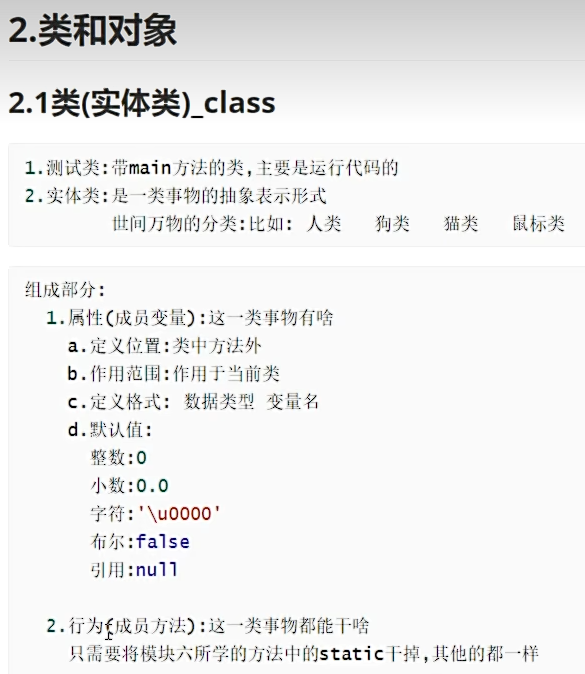 2.类和对象
2.1类(实体类)_class
1.测试类:带main方法的类,主要是运行代码的
2.实体类:是一类事物的抽象表示形式
世间万物的分类:比如: 人类 狗类 猫类 鼠标类
组成部分:
1.属性(成员变量):这一类事物有啥
a.定义位置:类中方法外
b.作用范围:作用于当前类
c.定义格式: 数据类型 变量名
d.默认值:
整数:0
小数:0.0
字符:'\u0000'
布尔:false
引用:null
2.行为(成员方法):这一类事物都能干啥
只需要将模块六所学的方法中的static干掉,其他的都一样